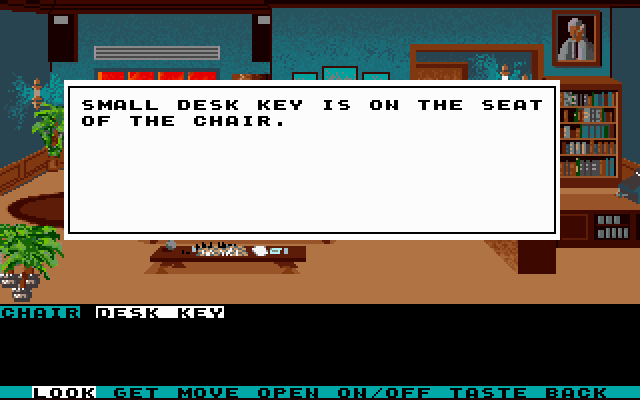 SMALL DESK KEY IS ON THE SEAT
OF THE CHAIR.
CHAIR DESK KEY
LOOK GET MOVE OPEN ON/OFF TASTE BACK